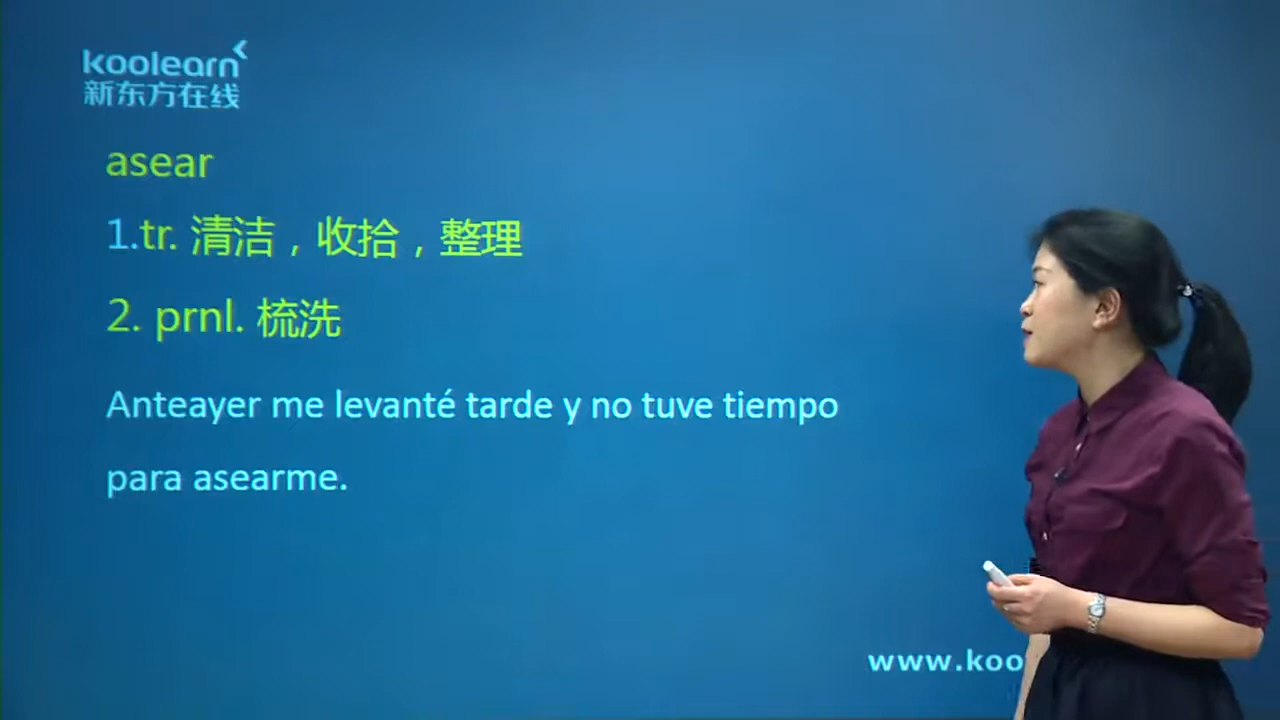 koolearn
新东方在线
asear
1.tr. 清洁，收拾，整理
2. prnl. 梳洗
Anteayer me levanté tarde y no tuve tiempo
para asearme.
www.koo